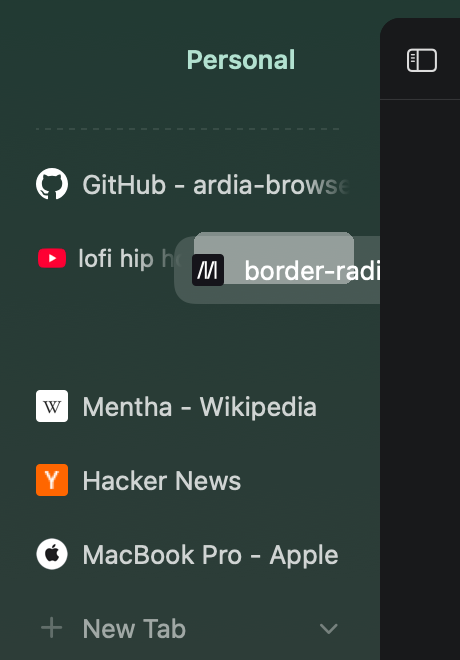 Personal
GitHub - ardia-browse
lofi hip
border-radi
Mentha - Wikipedia
Hacker News
MacBook Pro - Apple
New Tab